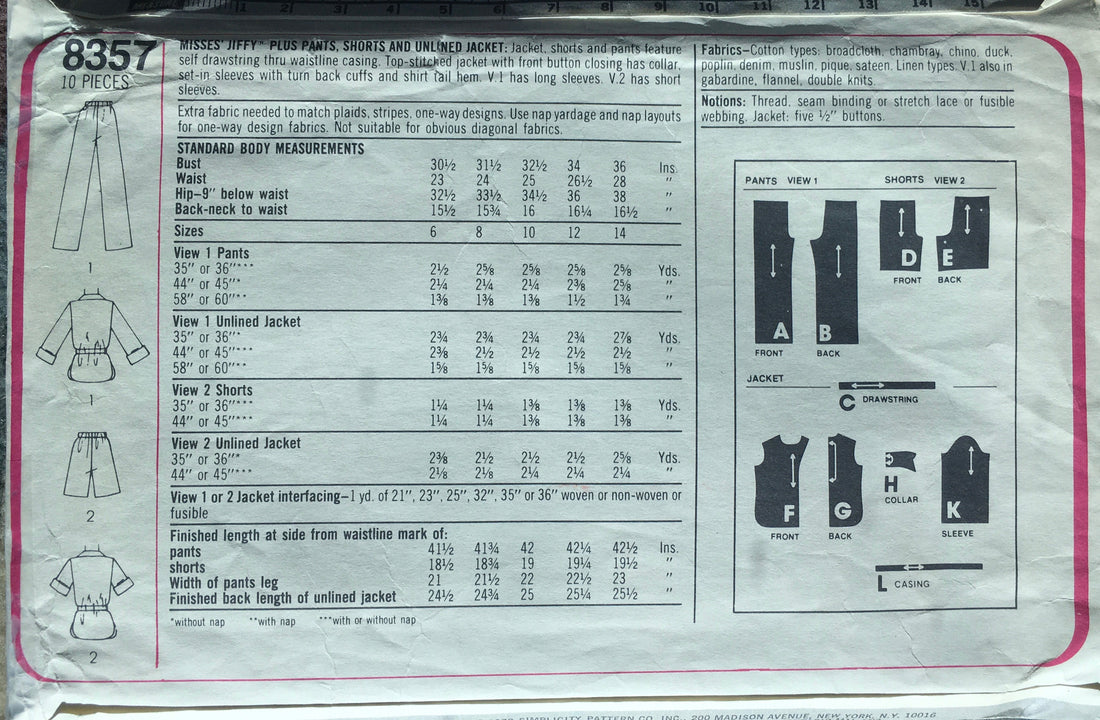 11 12 13 14 15
8357
10 PIECES
1
1
2
2
MISSES' JIFFY® PLUS PANTS, SHORTS AND UNLINED JACKET: Jacket, shorts and pants feature
self drawstring thru waistline casing. Top-stitched jacket with front button closing has collar,
set-in sleeves with turn back cuffs and shirt tail hem. V.1 has long sleeves. V.2 has short
sleeves.
Extra fabric needed to match plaids, stripes, one-way designs. Use nap yardage and nap layouts
for one-way design fabrics. Not suitable for obvious diagonal fabrics.
STANDARD BODY MEASUREMENTS
Bust 30½ 31½ 32½ 34 36 Ins.
Waist 23 24 25 26½ 28 "
Hip–9" below waist 32½ 33½ 34½ 36 38 "
Back-neck to waist 15½ 15¾ 16 16¼ 16½ "
Sizes 6 8 10 12 14
View 1 Pants
35" or 36"*** 2½ 2⅝ 2⅝ 2⅝ 2⅝ Yds.
44" or 45"* 2¼ 2¼ 2¼ 2⅜ 2⅝ "
58" or 60"** 1⅜ 1⅜ 1⅜ 1½ 1¾ "
View 1 Unlined Jacket
35" or 36"* 2¾ 2¾ 2¾ 2¾ 2⅞ Yds.
44" or 45"*** 2⅜ 2½ 2½ 2½ 2½ "
58" or 60"** 1⅝ 1⅝ 1⅝ 1⅝ 1⅝ "
View 2 Shorts
35" or 36"*** 1¼ 1¼ 1⅜ 1⅜ 1⅜ Yds.
44" or 45"*** 1¼ 1¼ 1⅜ 1⅜ 1⅜ "
View 2 Unlined Jacket
35" or 36"* 2⅜ 2½ 2½ 2½ 2⅝ Yds.
44" or 45"*** 2⅛ 2⅛ 2¼ 2¼ 2¼ "
View 1 or 2 Jacket interfacing–1 yd. of 21", 23", 25", 32", 35" or 36" woven or non-woven or
fusible
Finished length at side from waistline mark of:
pants 41½ 41¾ 42 42¼ 42½ Ins.
shorts 18½ 18¾ 19 19¼ 19½ "
Width of pants leg 21 21½ 22 22½ 23 "
Finished back length of unlined jacket 24½ 24¾ 25 25¼ 25½ "
*without nap **with nap ***with or without nap
Fabrics–Cotton types: broadcloth, chambray, chino, duck,
poplin, denim, muslin, pique, sateen. Linen types. V.1 also in
gabardine, flannel, double knits.
Notions: Thread, seam binding or stretch lace or fusible
webbing. Jacket: five ½" buttons.
PANTS VIEW 1 SHORTS VIEW 2
A B D E
FRONT BACK
FRONT BACK
JACKET
C DRAWSTRING
F G H K
COLLAR
FRONT BACK SLEEVE
L CASING
SIMPLICITY PATTERN CO. INC., 200 MADISON AVENUE, NEW YORK, N.Y. 10016